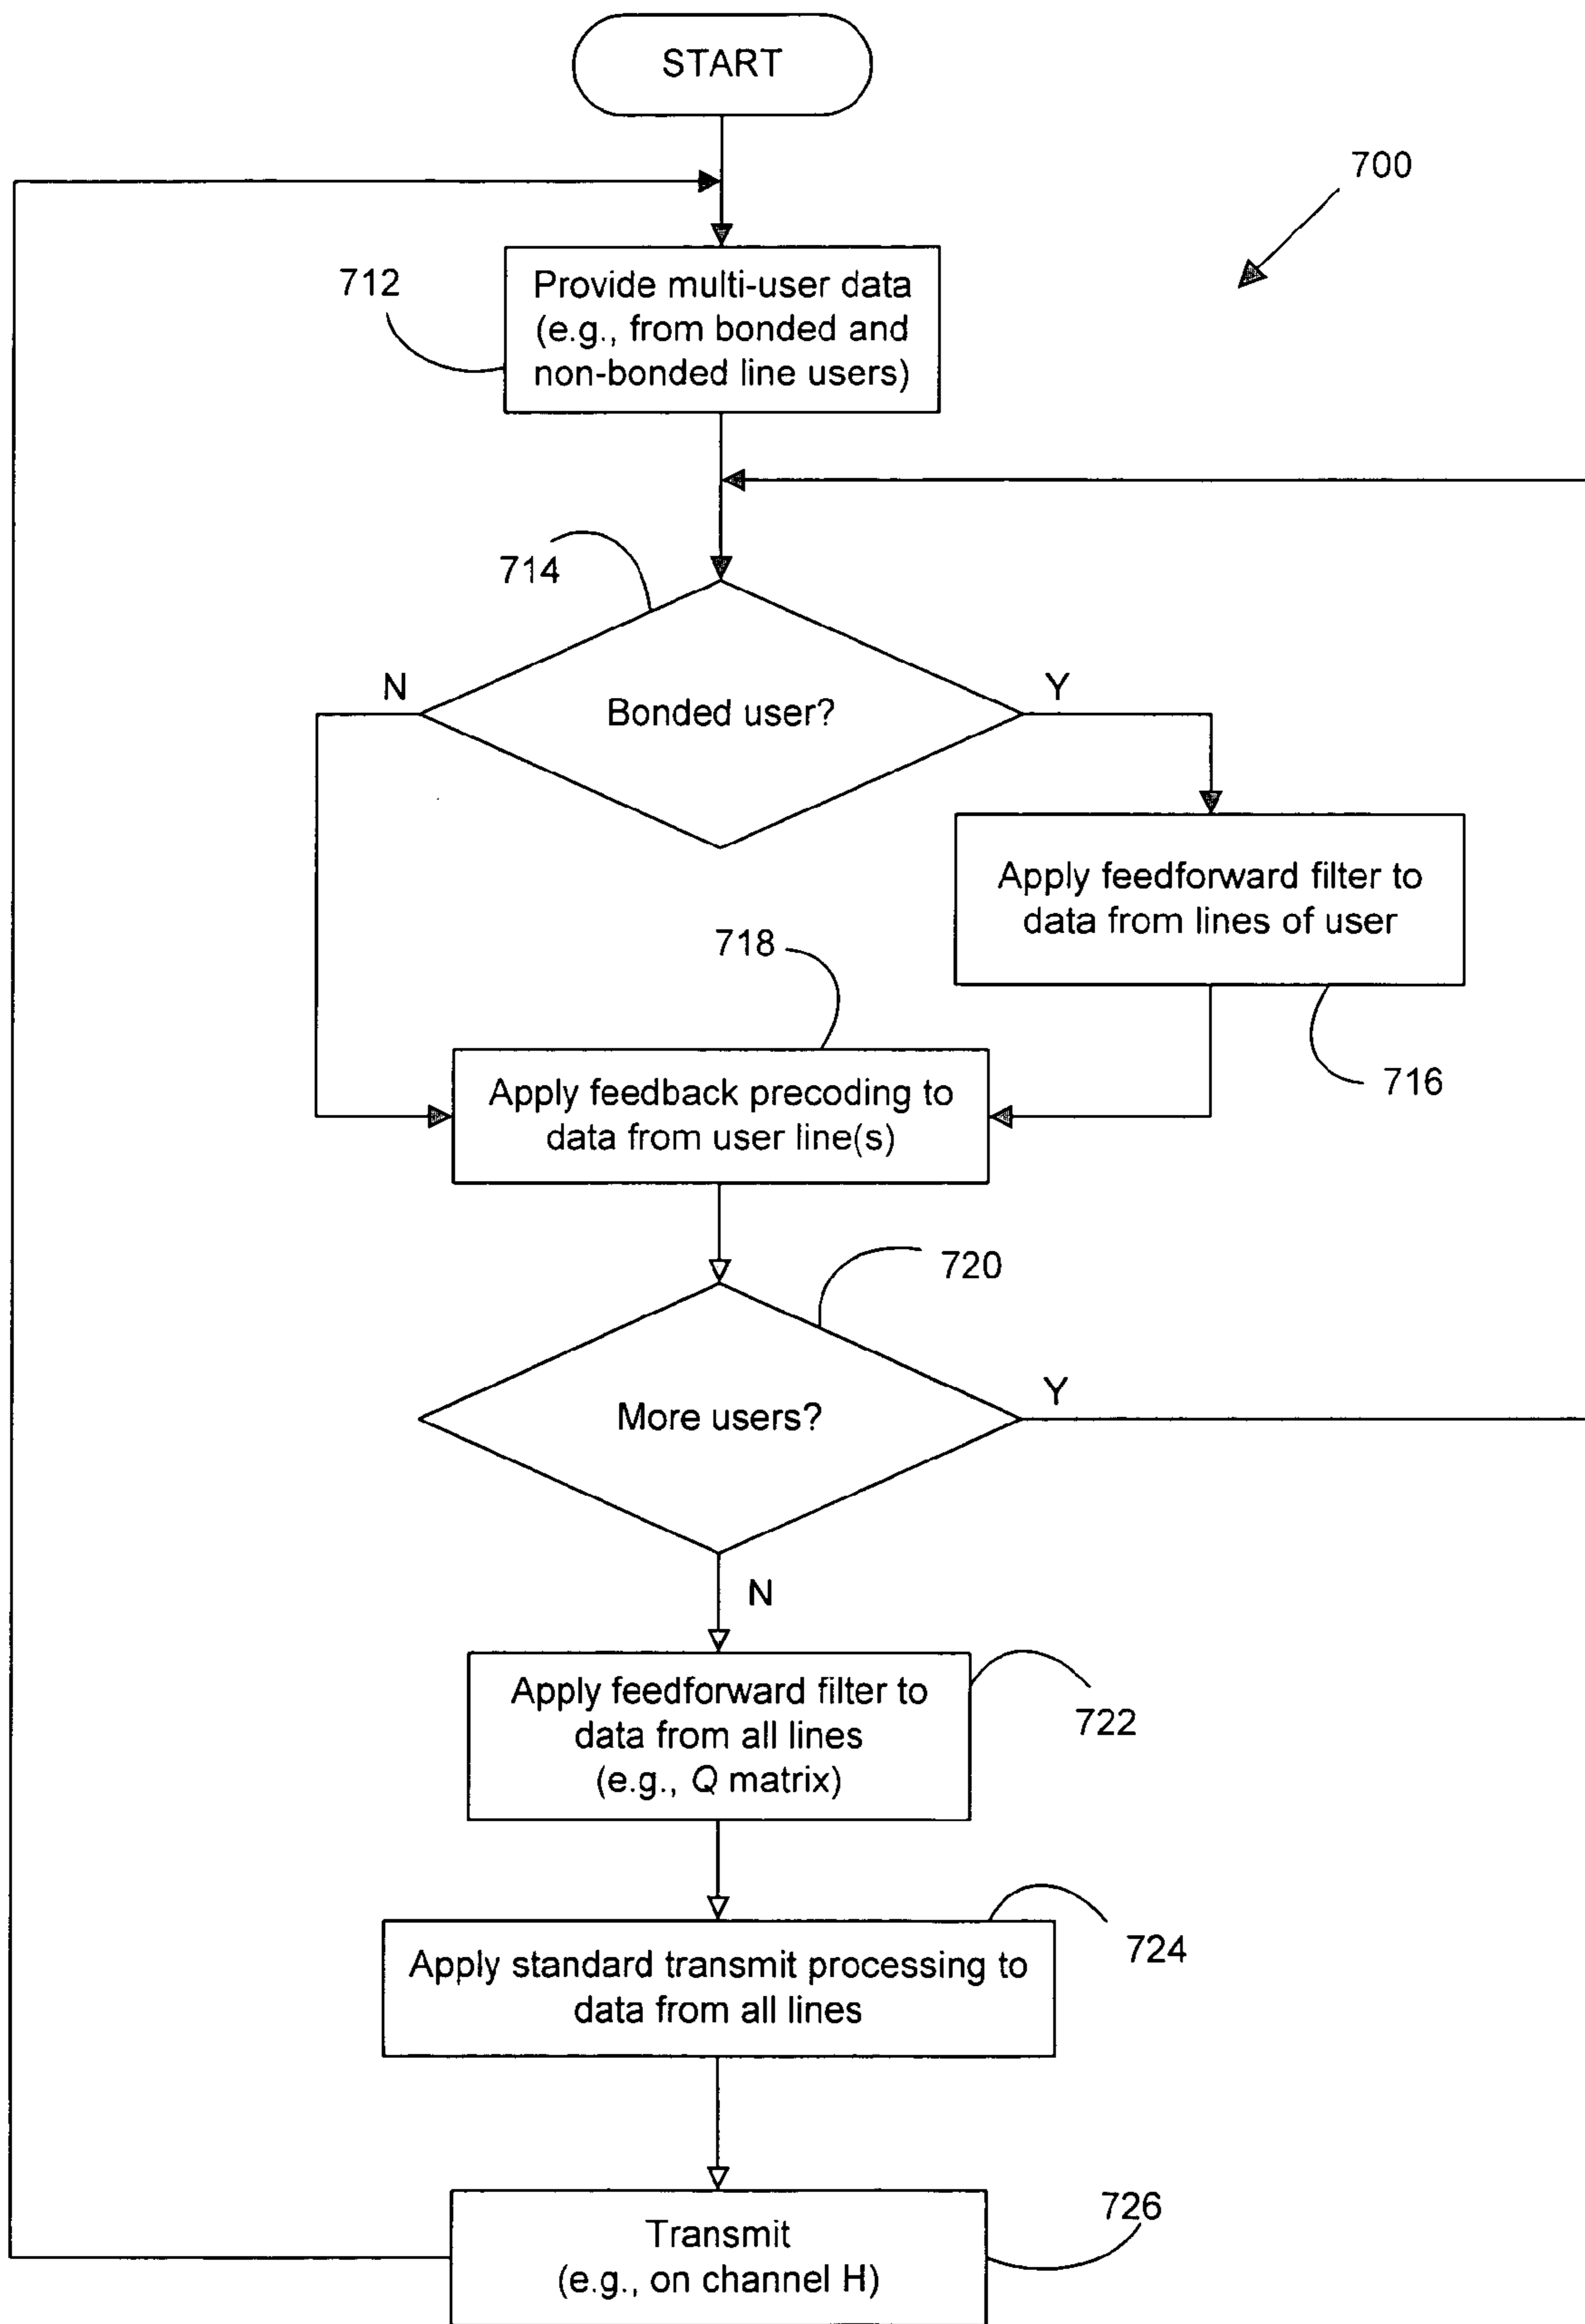 START
700
712
Provide multi-user data
(e.g., from bonded and
non-bonded line users)
714
N
Y
Bonded user?
Apply feedforward filter to
data from lines of user
718
716
Apply feedback precoding to
data from user line(s)
720
Y
More users?
N
Apply feedforward filter to
data from all lines
(e.g., Q matrix)
722
Apply standard transmit processing to
data from all lines
724
726
Transmit
(e.g., on channel H)